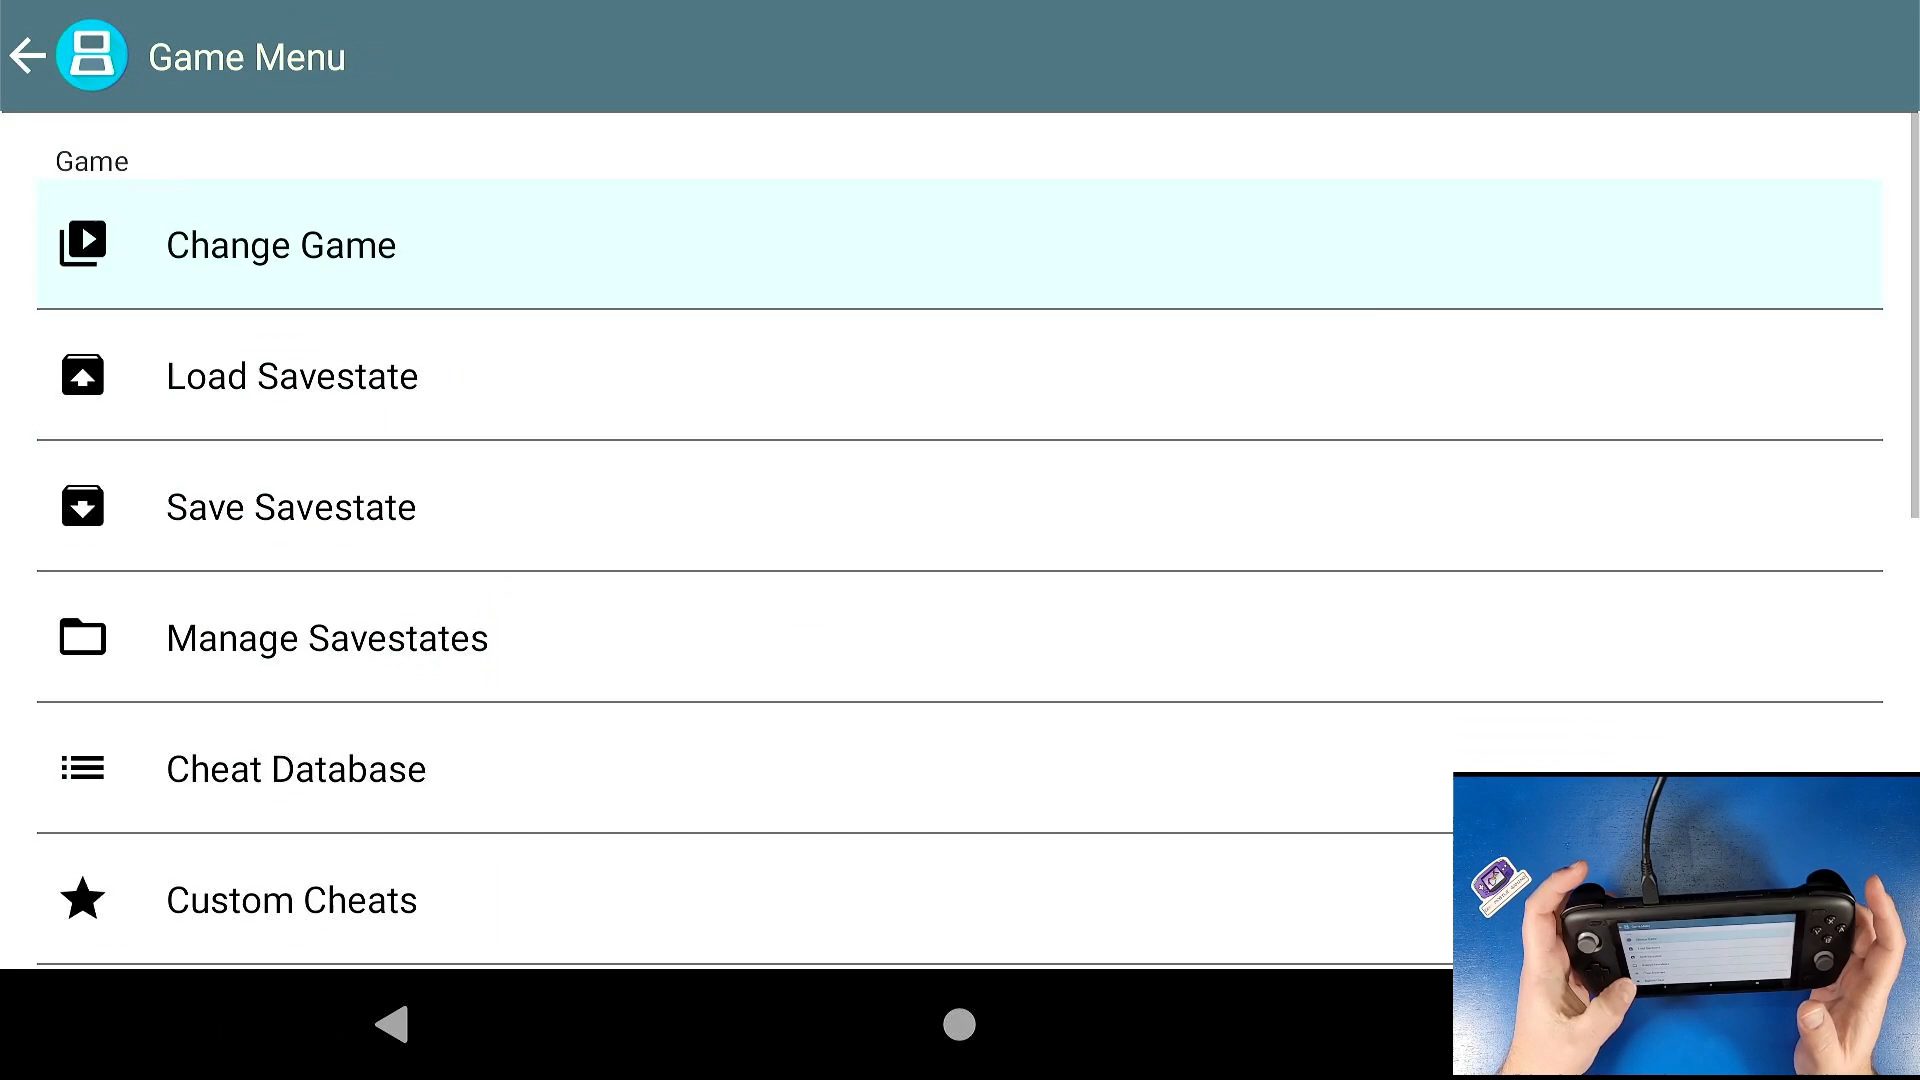 Game Menu
Game
Change Game
Load Savestate
Save Savestate
Manage Savestates
Cheat Database
Custom Cheats